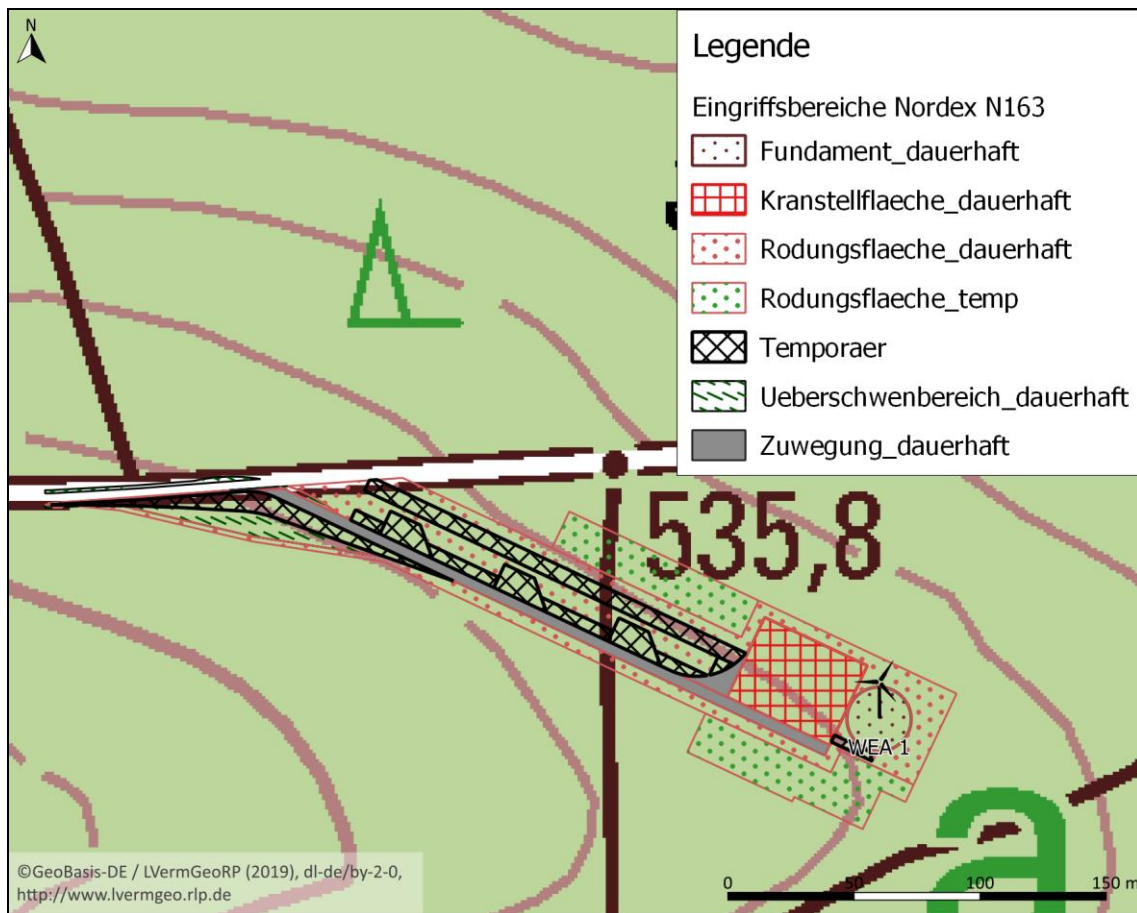 N
Legende
Eingriffsbereiche Nordex N163
Fundament_dauerhaft
Kranstellflaeche_dauerhaft
Rodungsflaeche_dauerhaft
Rodungsflaeche_temp
Temporaer
Ueberschwenbereich_dauerhaft
Zuwegung_dauerhaft
535,8
WEA 1
a
©GeoBasis-DE / LVermGeoRP (2019), dl-de/by-2-0,
http://www.lvermgeo.rlp.de
0 50 100 150 m